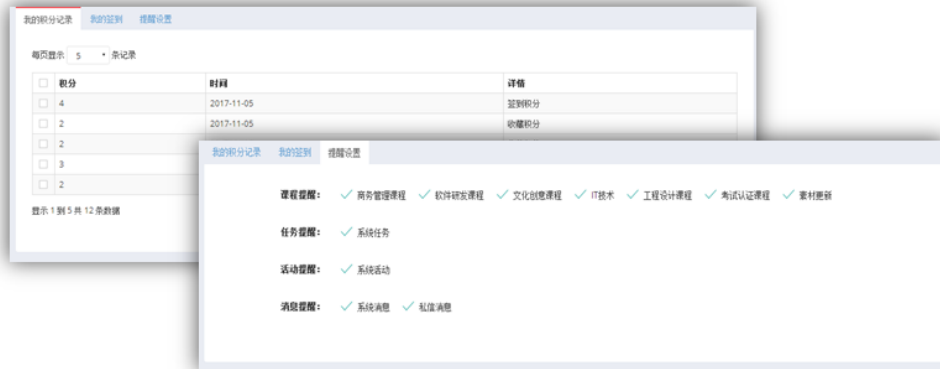 我的积分记录 我的签到 提醒设置
每页显示 5 条记录
积分 时间 详情
4 2017-11-05 签到积分
2 2017-11-05 收藏积分
2
3
2
显示 1 到 5 共 12 条数据
我的积分记录 我的签到 提醒设置
课程提醒： 商务管理课程 软件研发课程 文化创意课程 IT技术 工程设计课程 考试认证课程 素材更新
任务提醒： 系统任务
活动提醒： 系统活动
消息提醒： 系统消息 私信消息